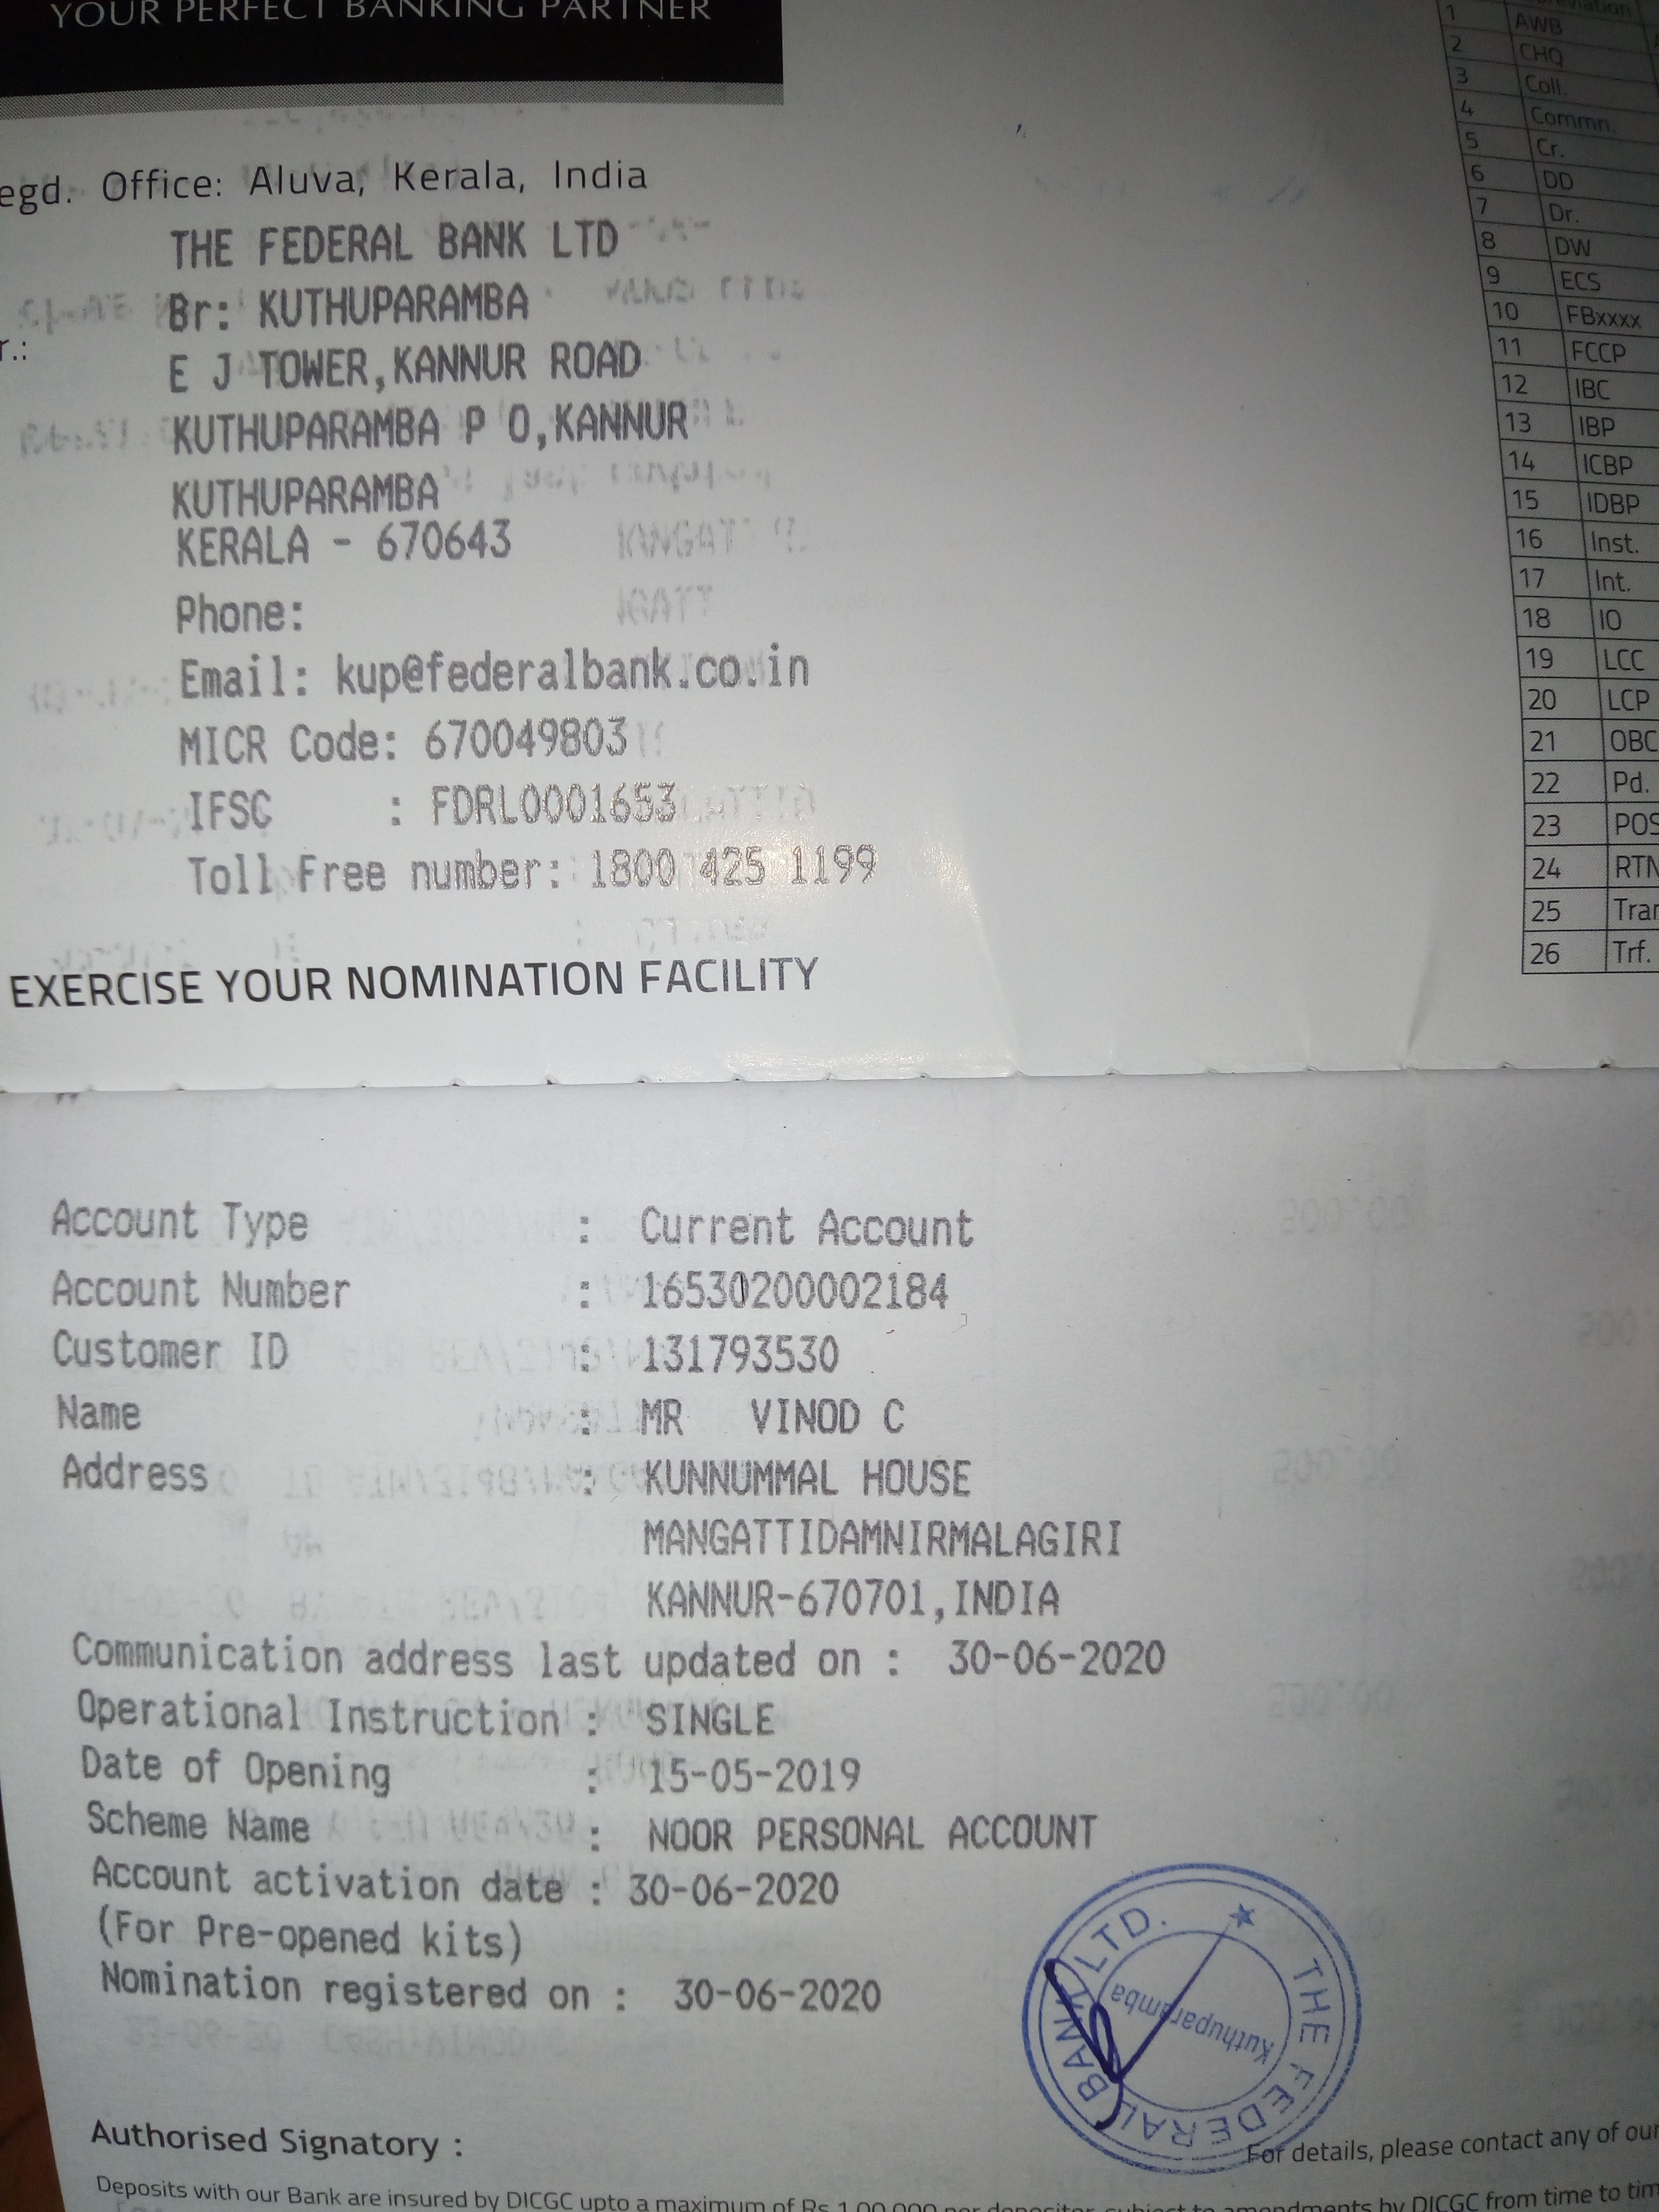 YOUR PERFECT BANKING PARTNER
egd. Office: Aluva, Kerala, India
THE FEDERAL BANK LTD
Br: KUTHUPARAMBA
r.:
E J TOWER,KANNUR ROAD
KUTHUPARAMBA P O,KANNUR
KUTHUPARAMBA
KERALA - 670643
Phone:
Email: kup@federalbank.co.in
MICR Code: 670049803
IFSC : FDRL0001653
Toll Free number: 1800 425 1199
EXERCISE YOUR NOMINATION FACILITY
1 AWB
2 CHQ
3 Coll.
4 Commn.
5 Cr.
6 DD
7 Dr.
8 DW
9 ECS
10 FBxxxx
11 FCCP
12 IBC
13 IBP
14 ICBP
15 IDBP
16 Inst.
17 Int.
18 IO
19 LCC
20 LCP
21 OBC
22 Pd.
23 POS
24 RTN
25 Tran
26 Trf.
Account Type : Current Account
Account Number : 16530200002184
Customer ID : 131793530
Name : MR VINOD C
Address : KUNNUMMAL HOUSE
MANGATTIDAMNIRMALAGIRI
KANNUR-670701,INDIA
Communication address last updated on : 30-06-2020
Operational Instruction : SINGLE
Date of Opening : 15-05-2019
Scheme Name : NOOR PERSONAL ACCOUNT
Account activation date : 30-06-2020
(For Pre-opened kits)
Nomination registered on : 30-06-2020
THE FEDERAL BANK LTD.
Kuthuparamba
Authorised Signatory :
For details, please contact any of our
Deposits with our Bank are insured by DICGC upto a maximum of Rs 1,00,000 per depositor, subject to amendments by DICGC from time to tim